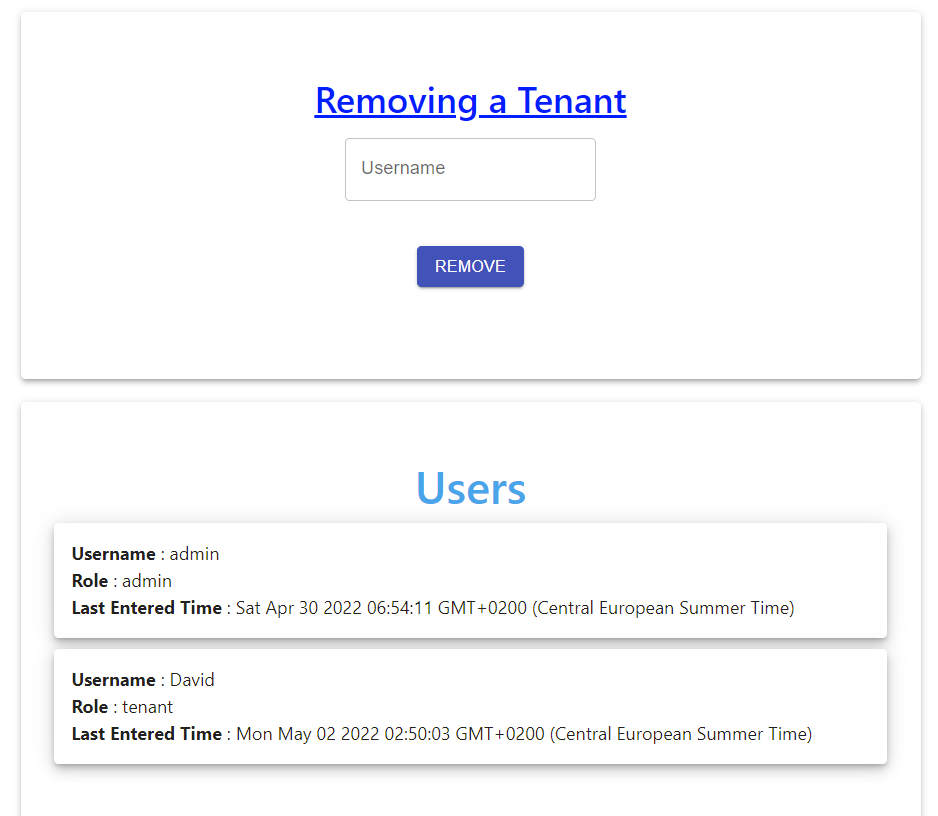 Removing a Tenant
Username
REMOVE
Users
Username : admin
Role : admin
Last Entered Time : Sat Apr 30 2022 06:54:11 GMT+0200 (Central European Summer Time)
Username : David
Role : tenant
Last Entered Time : Mon May 02 2022 02:50:03 GMT+0200 (Central European Summer Time)